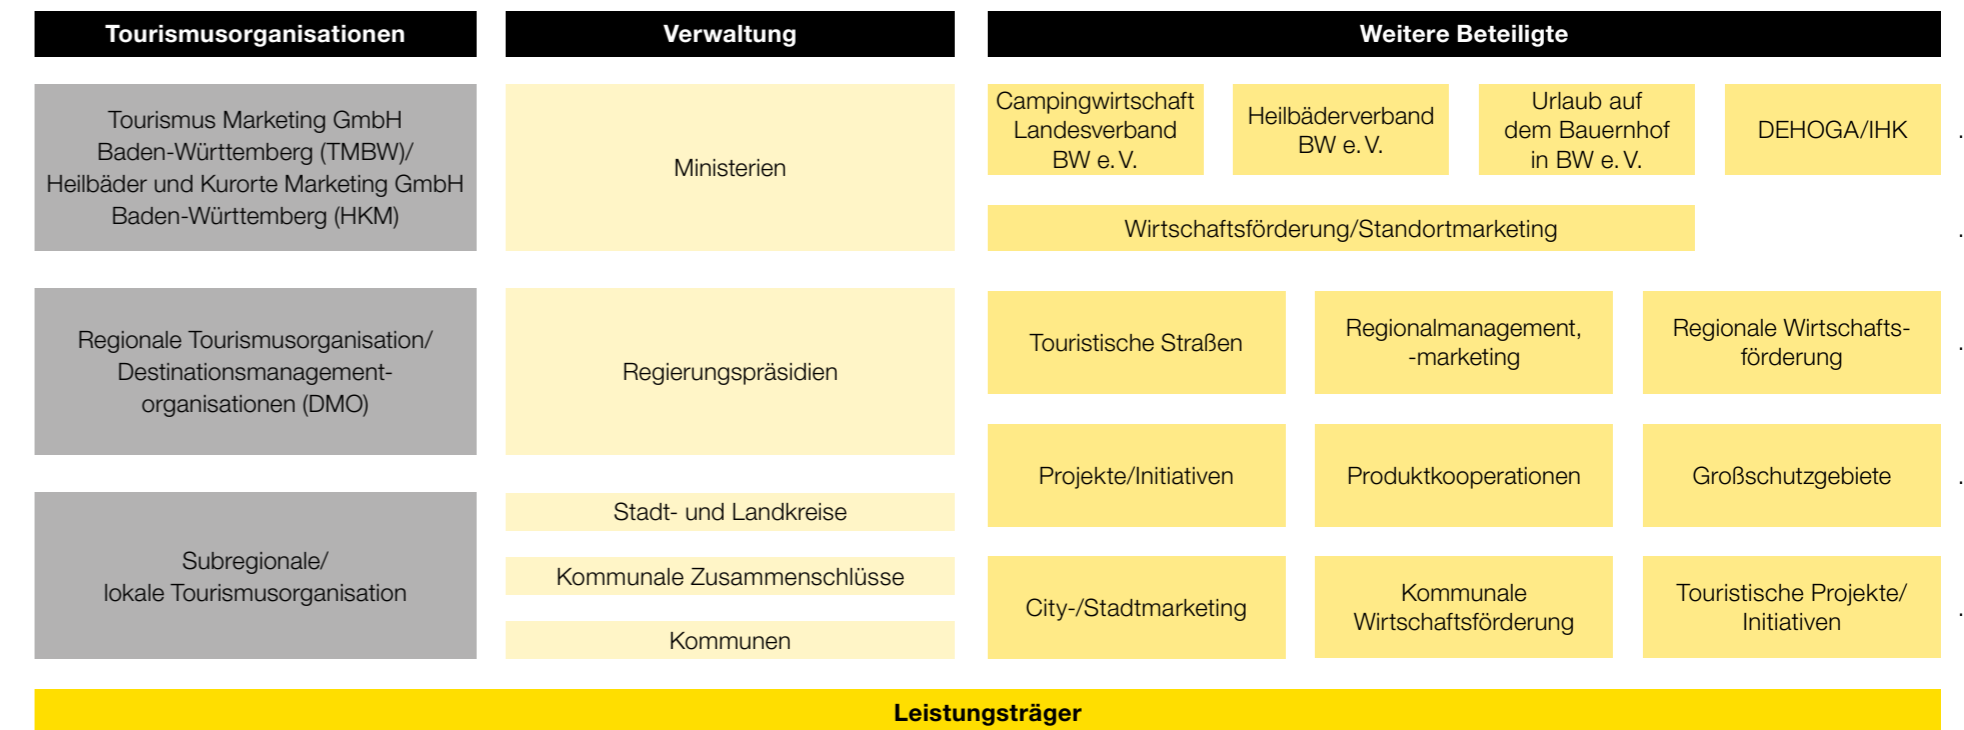 Tourismusorganisationen
Verwaltung
Weitere Beteiligte
Tourismus Marketing GmbH
Baden-Württemberg (TMBW)/
Heilbäder und Kurorte Marketing GmbH
Baden-Württemberg (HKM)
Ministerien
Campingwirtschaft
Landesverband
BW e. V.
Heilbäderverband
BW e. V.
Urlaub auf
dem Bauernhof
in BW e. V.
DEHOGA/IHK
.
Wirtschaftsförderung/Standortmarketing
.
Regionale Tourismusorganisation/
Destinationsmanagement-
organisationen (DMO)
Regierungspräsidien
Touristische Straßen
Regionalmanagement,
-marketing
Regionale Wirtschafts-
förderung
.
Projekte/Initiativen
Produktkooperationen
Großschutzgebiete
.
Subregionale/
lokale Tourismusorganisation
Stadt- und Landkreise
Kommunale Zusammenschlüsse
Kommunen
City-/Stadtmarketing
Kommunale
Wirtschaftsförderung
Touristische Projekte/
Initiativen
.
Leistungsträger